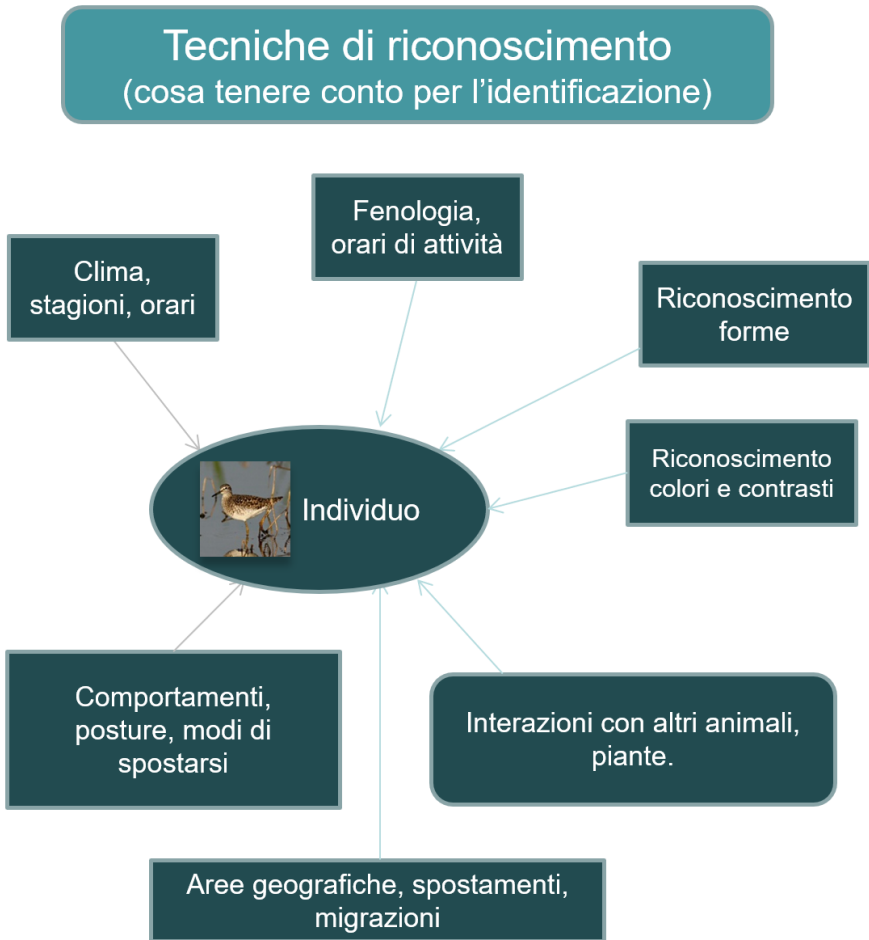 Tecniche di riconoscimento
(cosa tenere conto per l’identificazione)
Fenologia,
orari di attività
Clima,
stagioni, orari
Riconoscimento
forme
Riconoscimento
colori e contrasti
Individuo
Comportamenti,
posture, modi di
spostarsi
Interazioni con altri animali,
piante.
Aree geografiche, spostamenti,
migrazioni